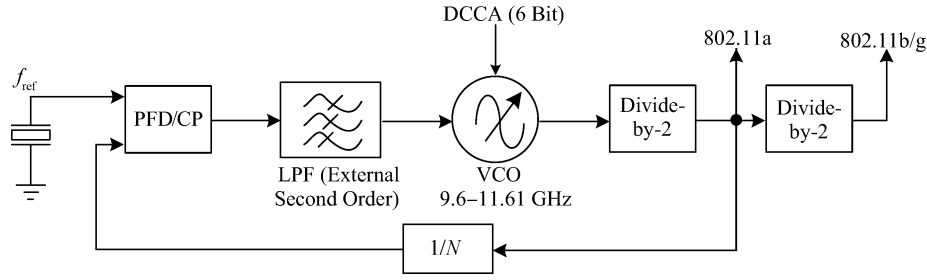 DCCA (6 Bit)
802.11a
802.11b/g
fref
PFD/CP
Divide-
by-2
Divide-
by-2
LPF (External
Second Order)
VCO
9.6–11.61 GHz
1/N